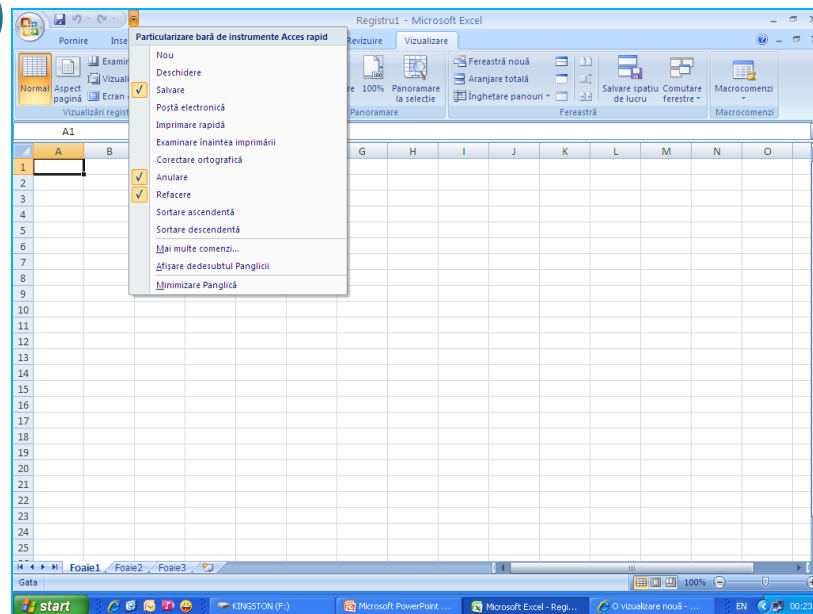 Registru1 - Microsoft Excel
Pornire
Inse
Revizuire
Vizualizare
Particularizare bară de instrumente Acces rapid
Nou
Deschidere
Salvare
Poștă electronică
Imprimare rapidă
Examinare înaintea imprimării
Corectare ortografică
Anulare
Refacere
Sortare ascendentă
Sortare descendentă
Mai multe comenzi...
Afișare dedesubtul Panglicii
Minimizare Panglică
Normal
Aspect pagină
Examin
Vizuali
Ecran
Vizualizări regist
100%
Panoramare la selecție
Panoramare
Fereastră nouă
Aranjare totală
Înghețare panouri
Salvare spațiu de lucru
Comutare ferestre
Fereastră
Macrocomenzi
Macrocomenzi
A1
A B G H I J K L M N O
1
2
3
4
5
6
7
8
9
10
11
12
13
14
15
16
17
18
19
20
21
22
23
24
25
Foaie1 Foaie2 Foaie3
Gata
100%
start
KINGSTON (F:)
Microsoft PowerPoint ...
Microsoft Excel - Regi...
O vizualizare nouă - ...
EN
00:23